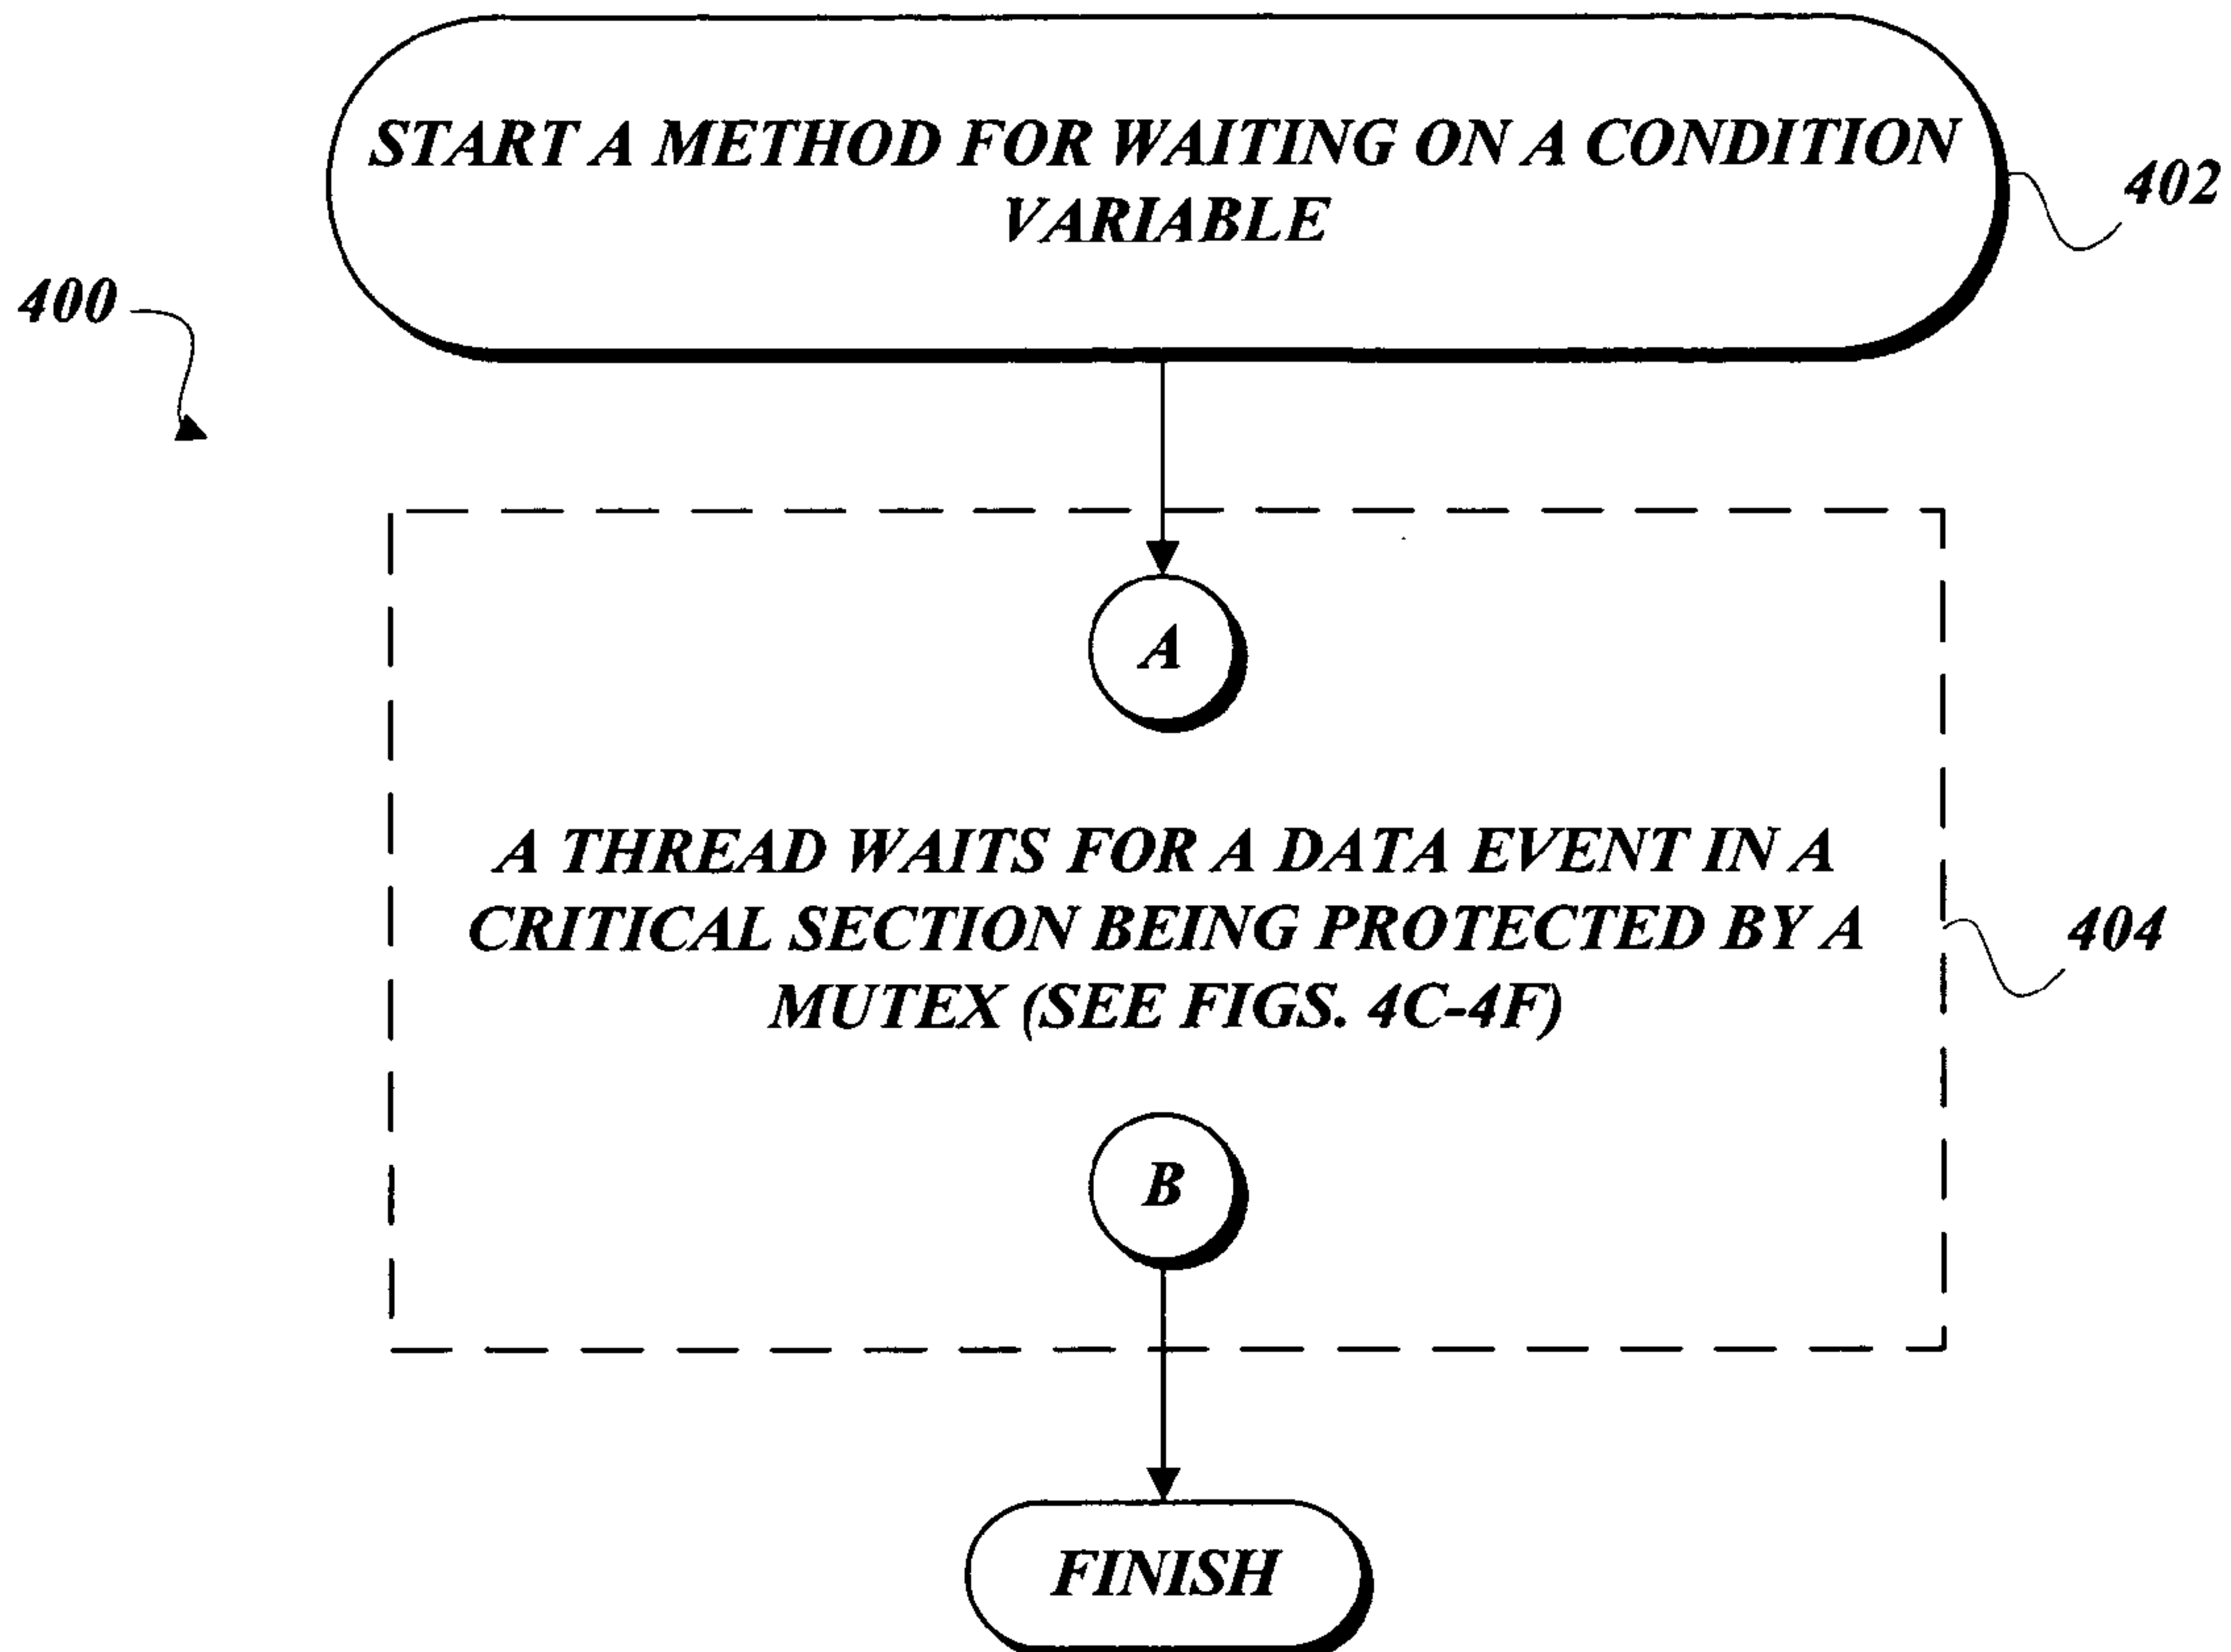 START A METHOD FOR WAITING ON A CONDITION
VARIABLE
402
400
A
A THREAD WAITS FOR A DATA EVENT IN A
CRITICAL SECTION BEING PROTECTED BY A
MUTEX (SEE FIGS. 4C-4F)
404
B
FINISH